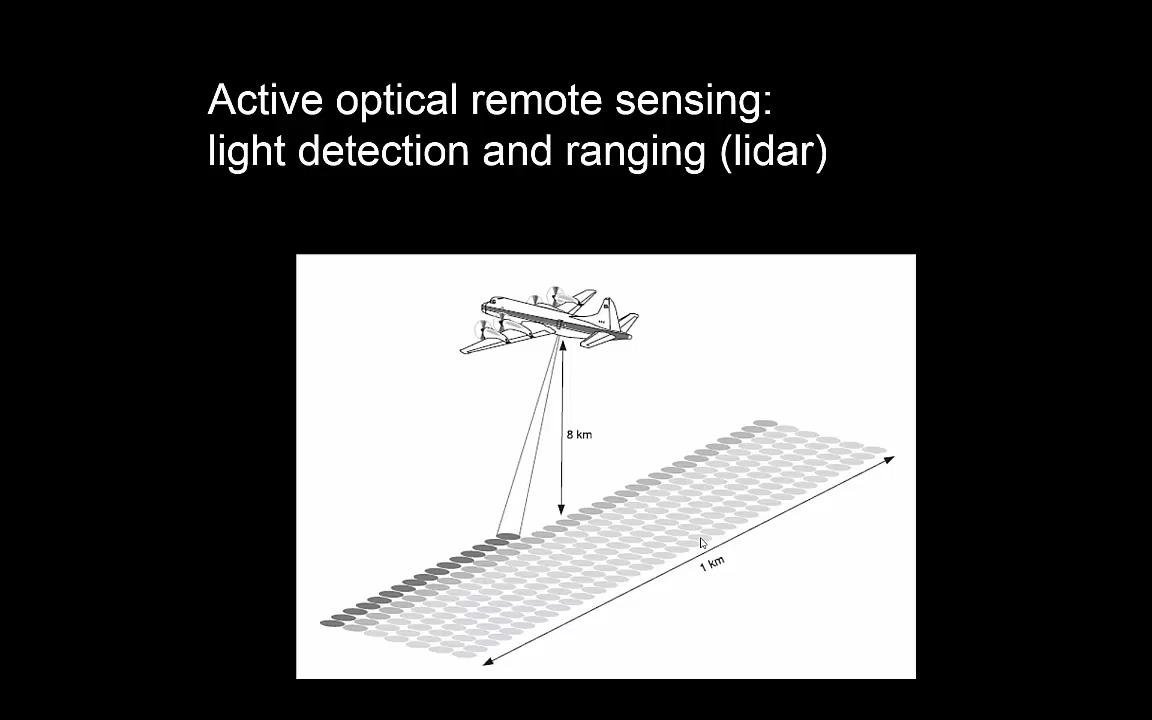 Active optical remote sensing:
light detection and ranging (lidar)
8 km
1 km